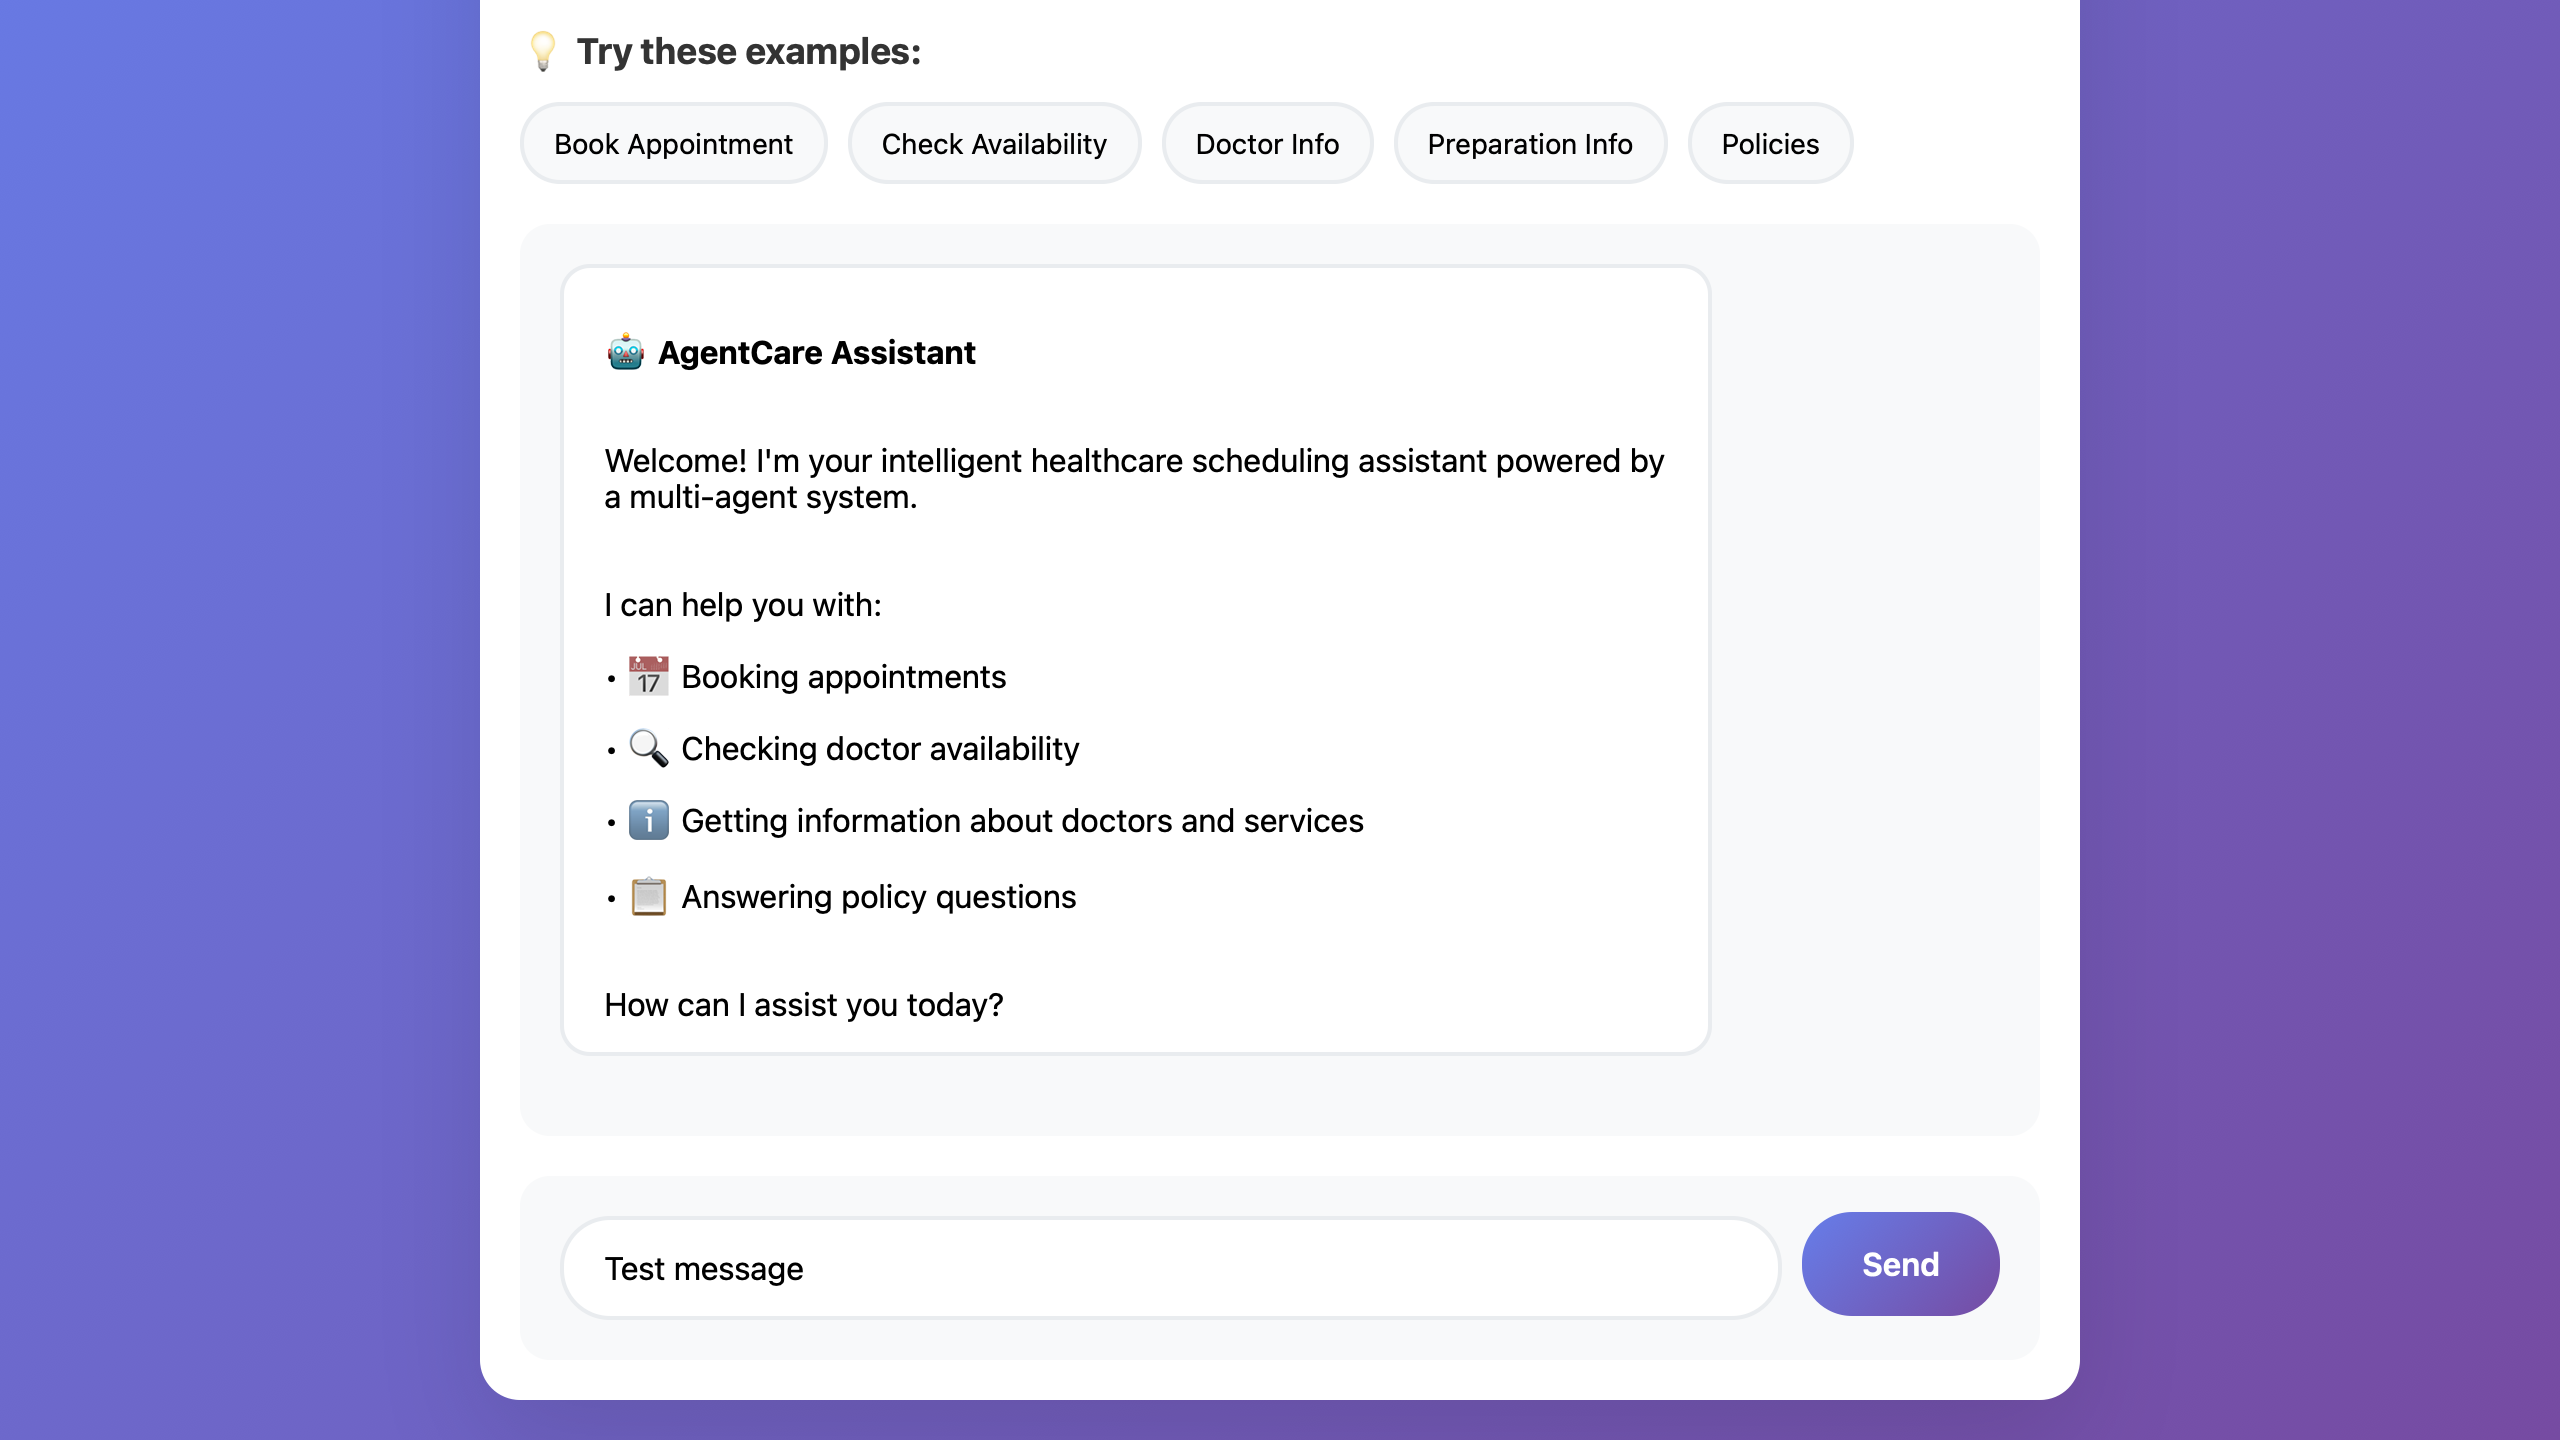 Try these examples:
Book Appointment Check Availability Doctor Info Preparation Info Policies
AgentCare Assistant
Welcome! I'm your intelligent healthcare scheduling assistant powered by
a multi-agent system.
I can help you with:
• JUL 17 Booking appointments
• Checking doctor availability
• i Getting information about doctors and services
• Answering policy questions
How can I assist you today?
Test message Send